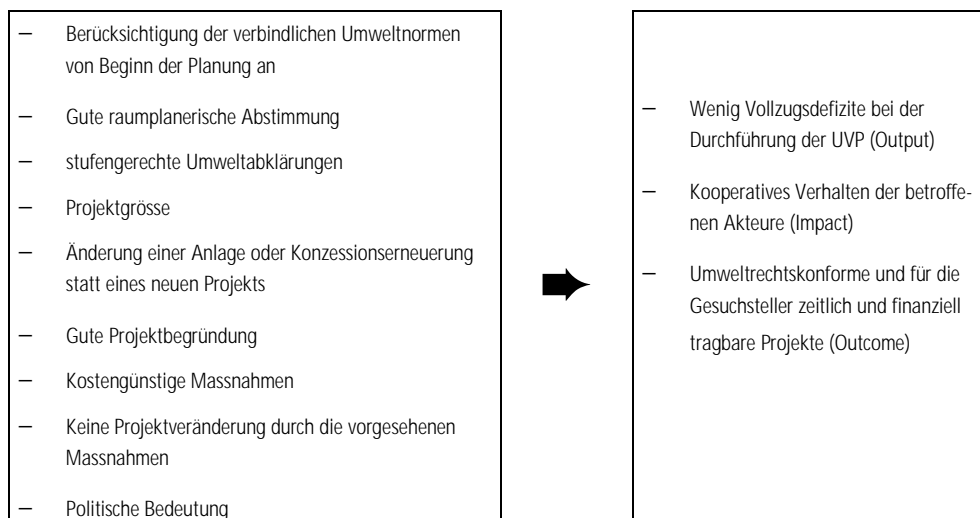 – Berücksichtigung der verbindlichen Umweltnormen
von Beginn der Planung an
– Gute raumplanerische Abstimmung
– stufengerechte Umweltabklärungen
– Projektgrösse
– Änderung einer Anlage oder Konzessionserneuerung
statt eines neuen Projekts
– Gute Projektbegründung
– Kostengünstige Massnahmen
– Keine Projektveränderung durch die vorgesehenen
Massnahmen
– Politische Bedeutung
– Wenig Vollzugsdefizite bei der
Durchführung der UVP (Output)
– Kooperatives Verhalten der betroffe-
nen Akteure (Impact)
– Umweltrechtskonforme und für die
Gesuchsteller zeitlich und finanziell
tragbare Projekte (Outcome)